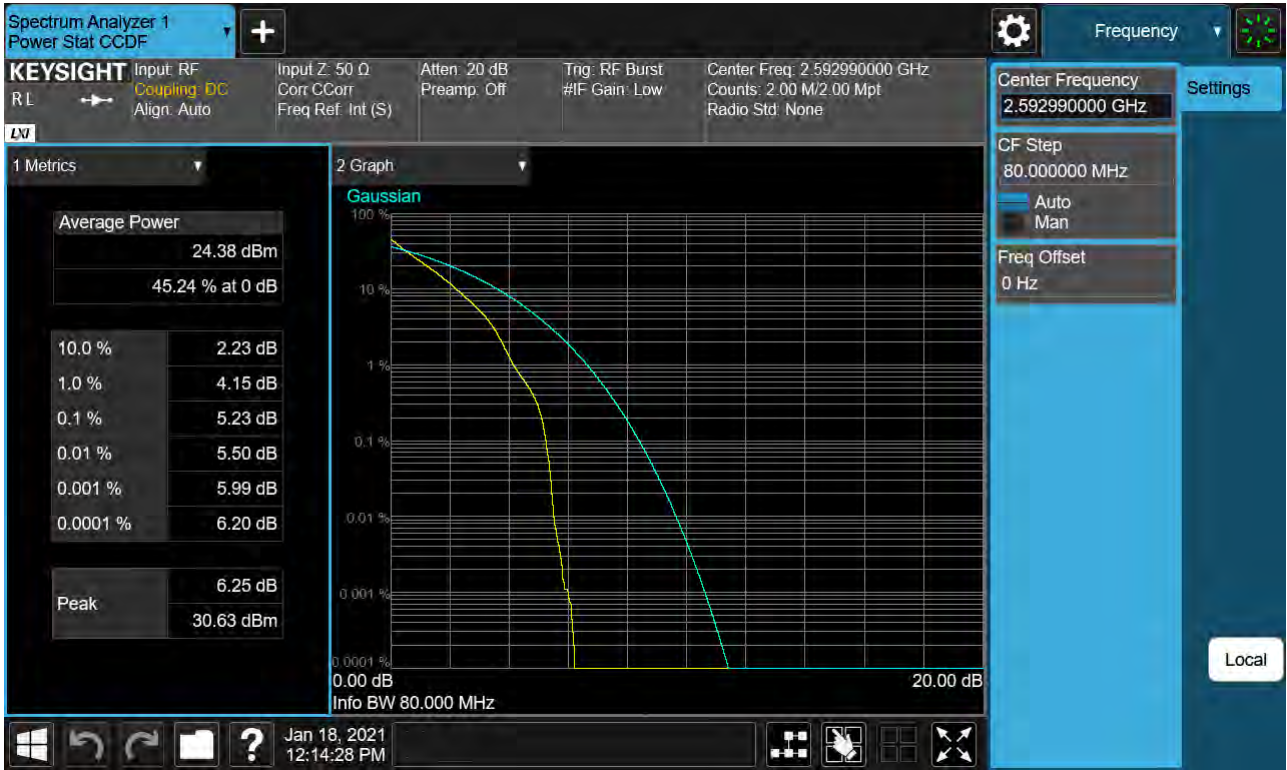 Spectrum Analyzer 1
Power Stat CCDF
+
Frequency
KEYSIGHT
R L
LXI
Input: RF
Coupling: DC
Align: Auto
Input Z: 50 Ω
Corr CCorr
Freq Ref: Int (S)
Atten: 20 dB
Preamp: Off
Trig: RF Burst
#IF Gain: Low
Center Freq: 2.592990000 GHz
Counts: 2.00 M/2.00 Mpt
Radio Std: None
Center Frequency
2.592990000 GHz
Settings
CF Step
80.000000 MHz
Auto
Man
Freq Offset
0 Hz
1 Metrics
Average Power
24.38 dBm
45.24 % at 0 dB
10.0 % 2.23 dB
1.0 % 4.15 dB
0.1 % 5.23 dB
0.01 % 5.50 dB
0.001 % 5.99 dB
0.0001 % 6.20 dB
Peak 6.25 dB
30.63 dBm
2 Graph
Gaussian
100 %
10 %
1 %
0.1 %
0.01 %
0.001 %
0.0001 %
0.00 dB 20.00 dB
Info BW 80.000 MHz
Local
?
Jan 18, 2021
12:14:28 PM